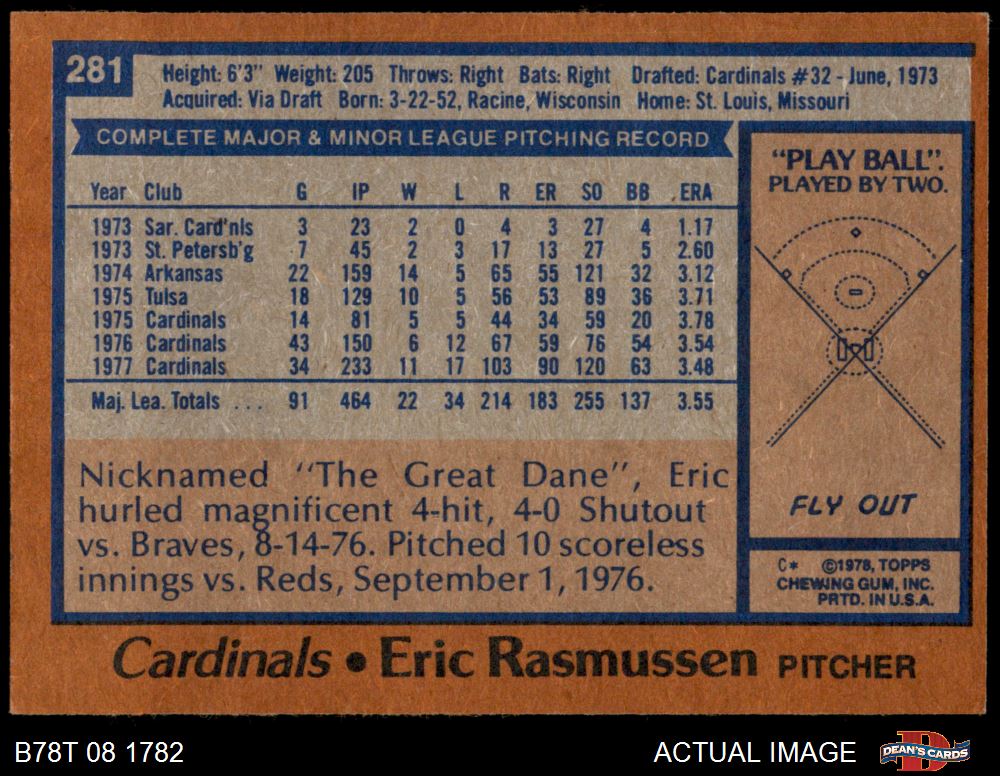 281
Height: 6'3" Weight: 205 Throws: Right Bats: Right Drafted: Cardinals #32 - June, 1973
Acquired: Via Draft Born: 3-22-52, Racine, Wisconsin Home: St. Louis, Missouri
COMPLETE MAJOR & MINOR LEAGUE PITCHING RECORD
Year Club G IP W L R ER SO BB ERA
1973 Sar. Card'nls 3 23 2 0 4 3 27 4 1.17
1973 St. Petersb'g 7 45 2 3 17 13 27 5 2.60
1974 Arkansas 22 159 14 5 65 55 121 32 3.12
1975 Tulsa 18 129 10 5 56 53 89 36 3.71
1975 Cardinals 14 81 5 5 44 34 59 20 3.78
1976 Cardinals 43 150 6 12 67 59 76 54 3.54
1977 Cardinals 34 233 11 17 103 90 120 63 3.48
Maj. Lea. Totals ... 91 464 22 34 214 183 255 137 3.55
Nicknamed "The Great Dane", Eric
hurled magnificent 4-hit, 4-0 Shutout
vs. Braves, 8-14-76. Pitched 10 scoreless
innings vs. Reds, September 1, 1976.
"PLAY BALL".
PLAYED BY TWO.
FLY OUT
C* ©1978, TOPPS
CHEWING GUM, INC.
PRTD. IN U.S.A.
Cardinals • Eric Rasmussen PITCHER
B78T 08 1782
ACTUAL IMAGE
DEAN'S CARDS